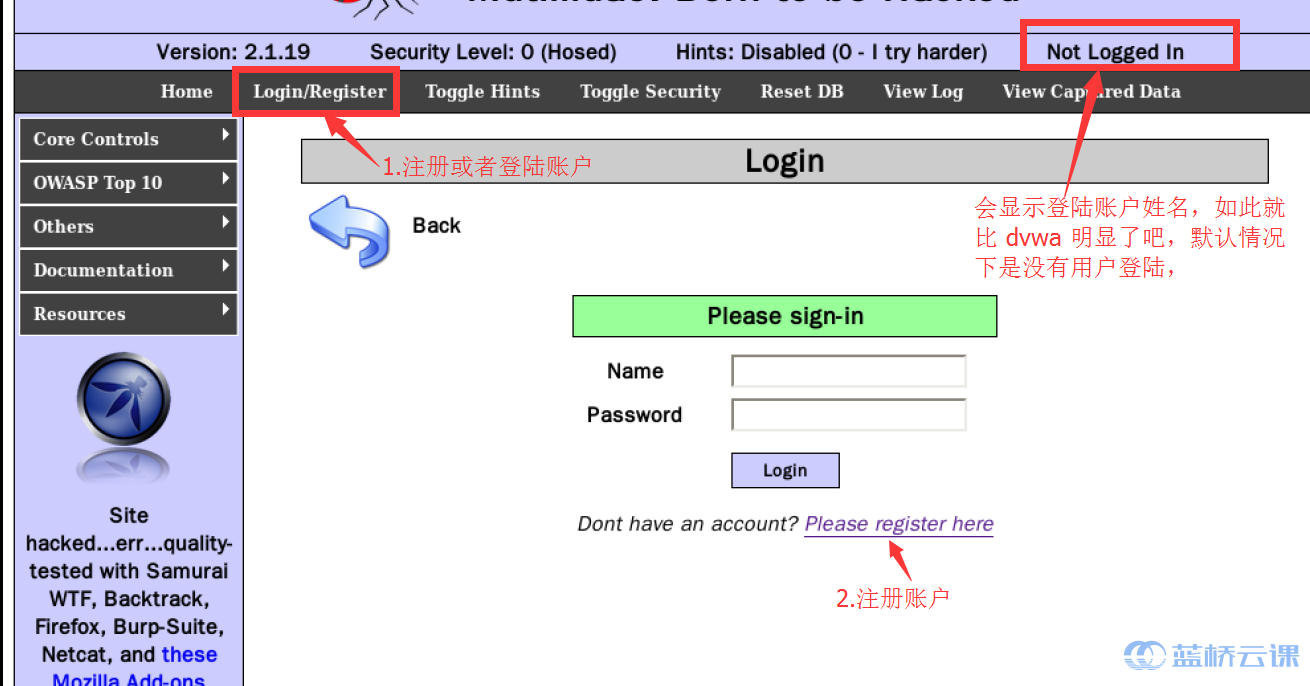 Mutillidae: Born to be Hacked
Version: 2.1.19 Security Level: 0 (Hosed) Hints: Disabled (0 - I try harder) Not Logged In
Home Login/Register Toggle Hints Toggle Security Reset DB View Log View Captured Data
Core Controls
OWASP Top 10
Others
Documentation
Resources
Site
hacked...err...quality-
tested with Samurai
WTF, Backtrack,
Firefox, Burp-Suite,
Netcat, and these
Mozilla Add-ons
1.注册或者登陆账户
Login
会显示登陆账户姓名，如此就
比 dvwa 明显了吧，默认情况
下是没有用户登陆，
Back
Please sign-in
Name
Password
Login
Dont have an account? Please register here
2.注册账户
蓝桥云课